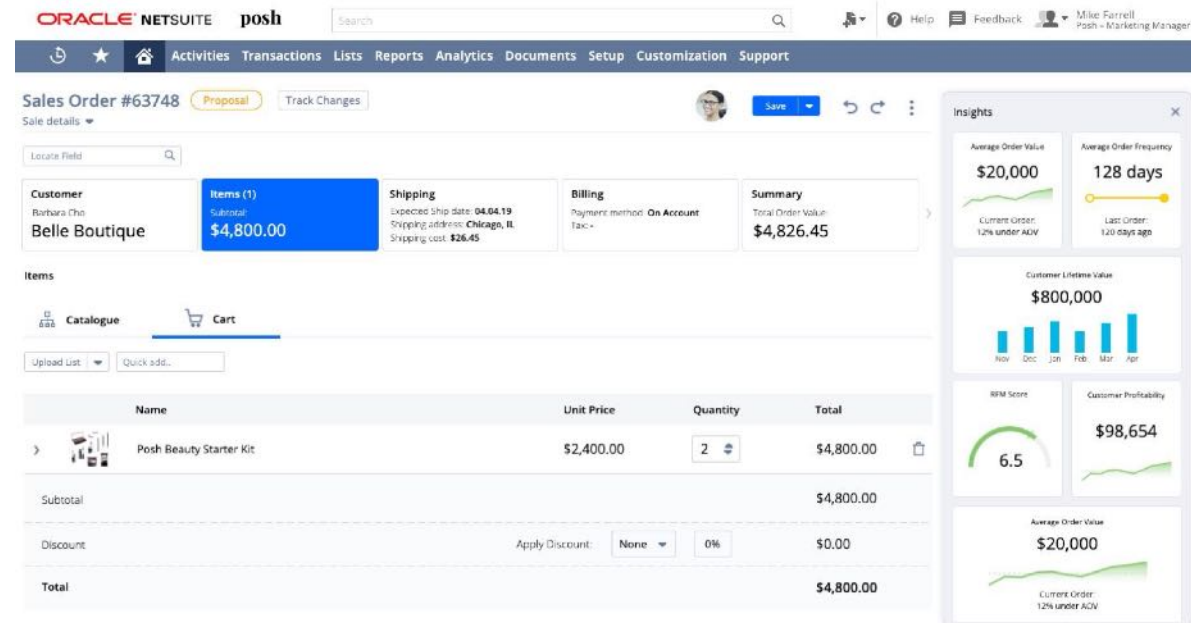 ORACLE NETSUITE posh Search Help Feedback Mike Farrell
Posh - Marketing Manager
Activities Transactions Lists Reports Analytics Documents Setup Customization Support
Sales Order #63748 Proposal Track Changes Save
Sale details
Locate Field
Customer
Barbara Cho
Belle Boutique
Items (1)
Subtotal:
$4,800.00
Shipping
Expected Ship date: 04.04.19
Shipping address: Chicago, IL
Shipping cost: $26.45
Billing
Payment method: On Account
Tax: -
Summary
Total Order Value:
$4,826.45
Items
Catalogue Cart
Upload List Quick add..
Name Unit Price Quantity Total
Posh Beauty Starter Kit $2,400.00 2 $4,800.00
Subtotal $4,800.00
Discount Apply Discount: None 0% $0.00
Total $4,800.00
Insights
Average Order Value
$20,000
Current Order:
12% under AOV
Average Order Frequency
128 days
Last Order:
120 days ago
Customer Lifetime Value
$800,000
Nov Dec Jan Feb Mar Apr
RFM Score
6.5
Customer Profitability
$98,654
Average Order Value
$20,000
Current Order:
12% under AOV